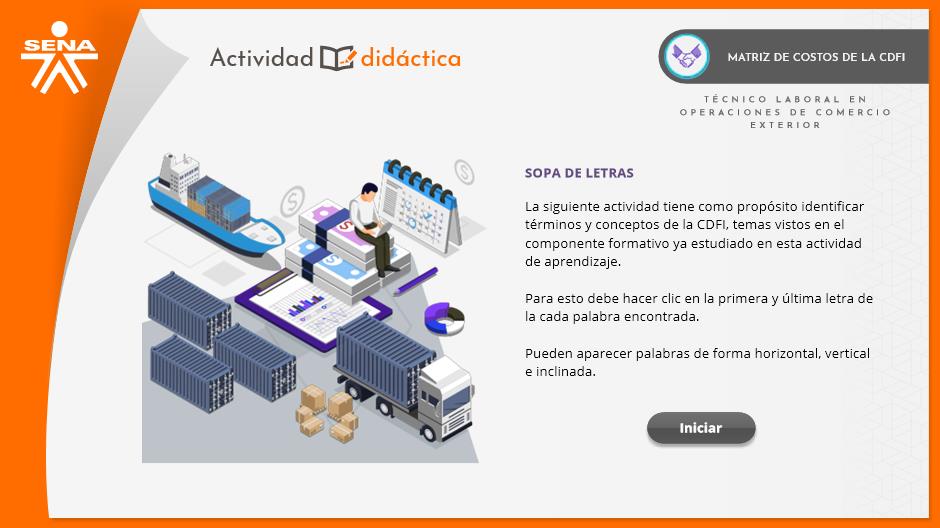 SENA
Actividad didáctica
MATRIZ DE COSTOS DE LA CDFI
TÉCNICO LABORAL EN
OPERACIONES DE COMERCIO
EXTERIOR
SOPA DE LETRAS
La siguiente actividad tiene como propósito identificar
términos y conceptos de la CDFI, temas vistos en el
componente formativo ya estudiado en esta actividad
de aprendizaje.
Para esto debe hacer clic en la primera y última letra de
la cada palabra encontrada.
Pueden aparecer palabras de forma horizontal, vertical
e inclinada.
Iniciar